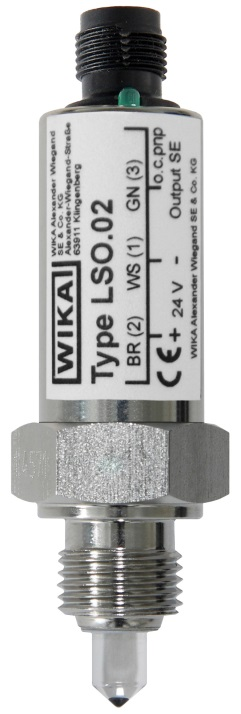 WIKA
WIKA Alexander Wiegand
SE & Co. KG
Alexander-Wiegand-Straße
63911 Klingenberg
Type LSO.02
BR (2) WS (1) GN (3)
o.c.pnp
CE + 24 V - Output SE
WIKA Alexander Wiegand SE & Co. KG